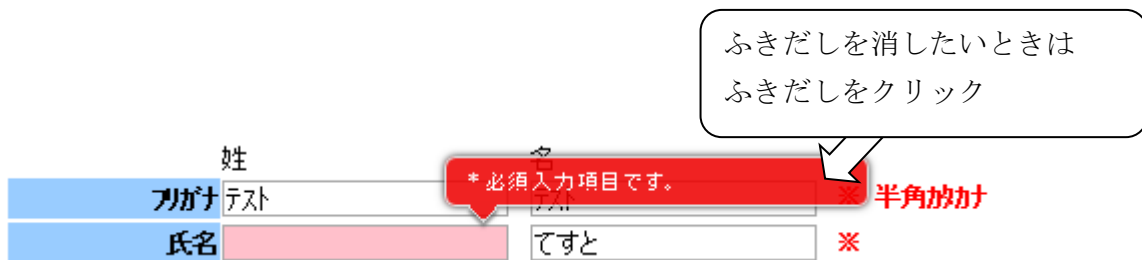 ふきだしを消したいときは
ふきだしをクリック
姓 名
*必須入力項目です。
フリガナ テスト テスト ※ 半角カタカナ
氏名 てすと ※